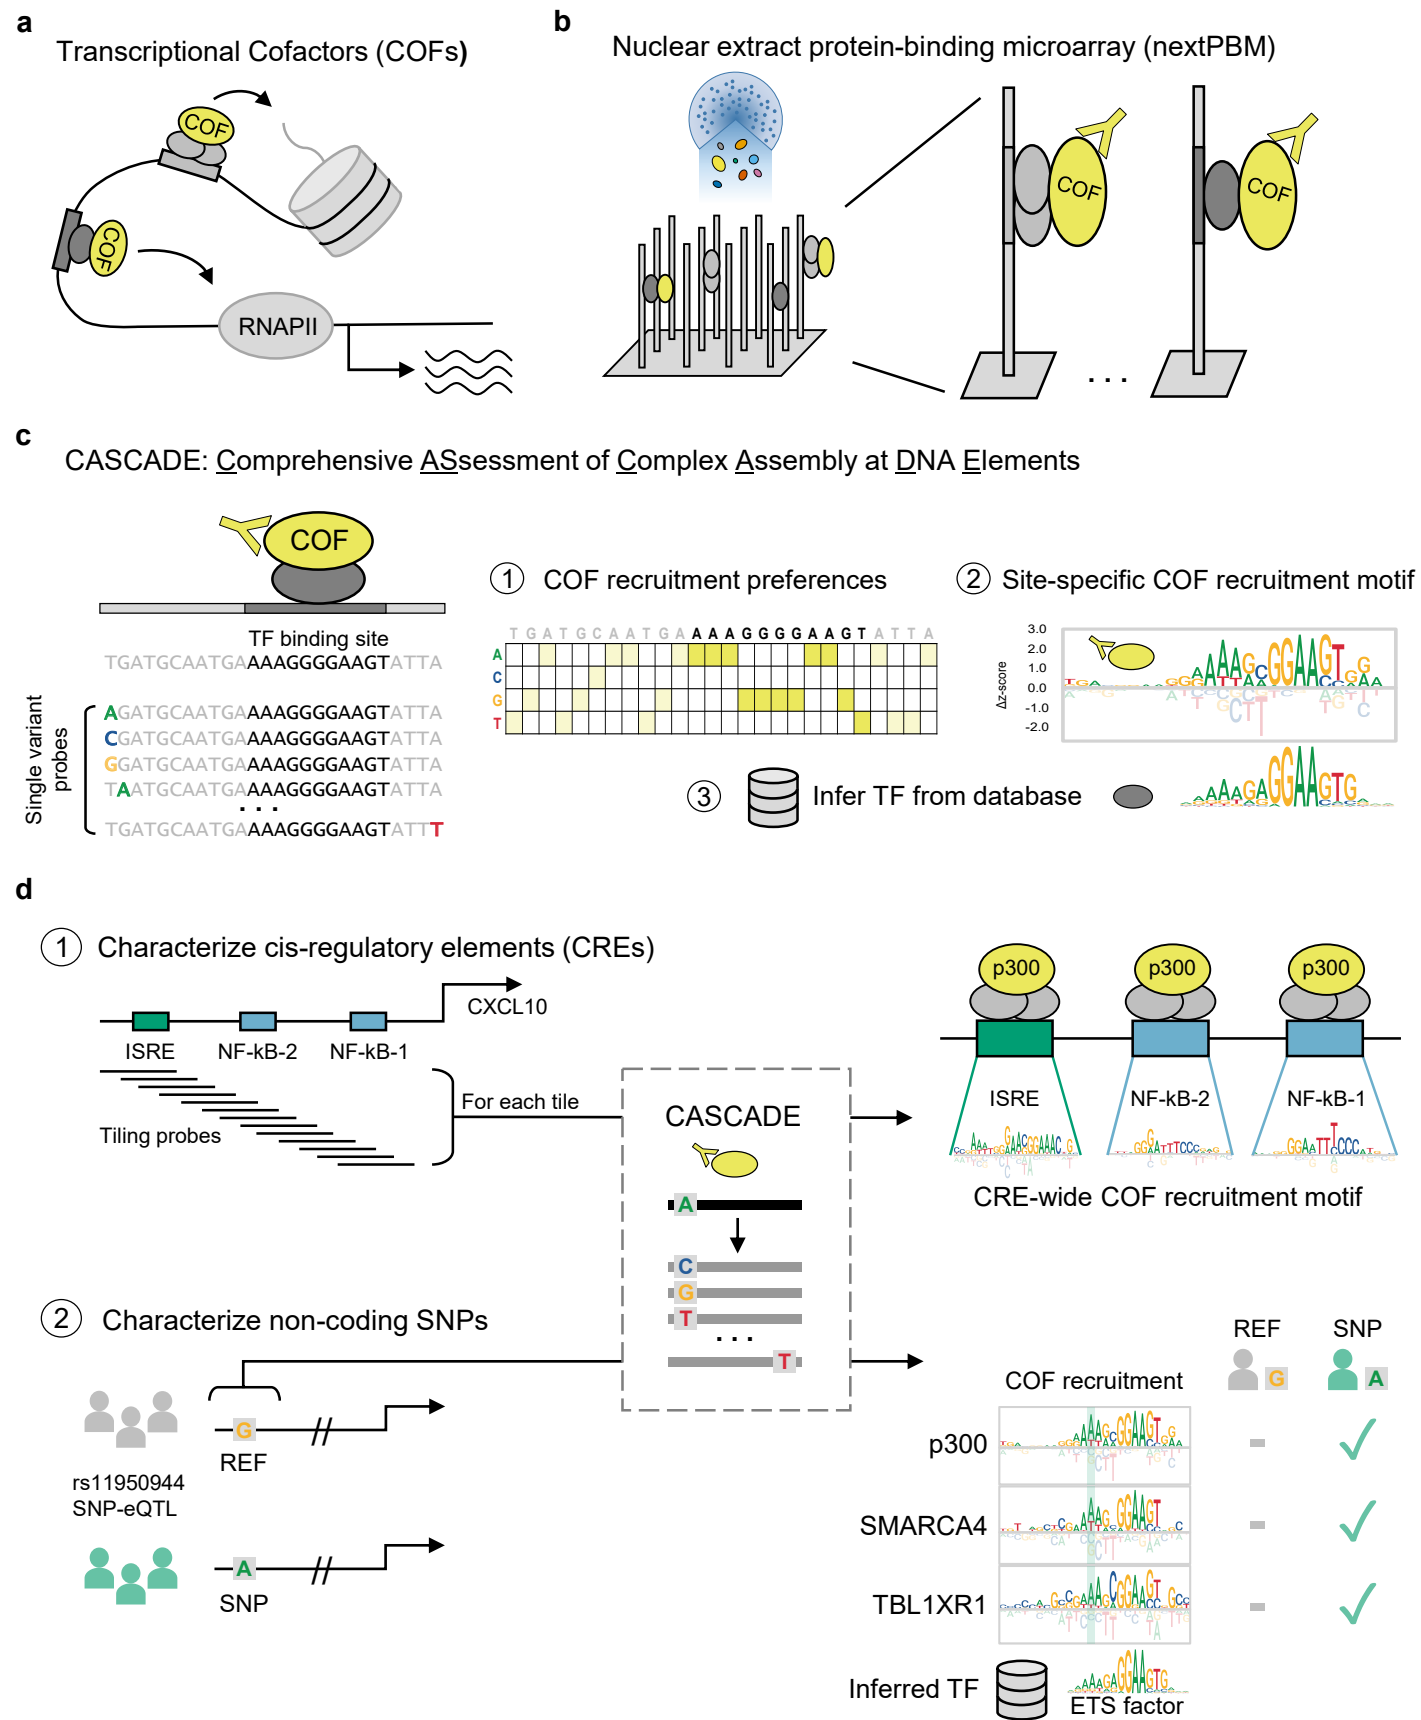 a
Transcriptional Cofactors (COFs)
COF
COF
RNAPII
b
Nuclear extract protein-binding microarray (nextPBM)
COF
COF
. . .
c
CASCADE: Comprehensive ASsessment of Complex Assembly at DNA Elements
COF
TF binding site
TGATGCAATGAAAAGGGGAAGTATTA
Single variant
probes
AGATGCAATGAAAAGGGGAAGTATTA
CGATGCAATGAAAAGGGGAAGTATTA
GGATGCAATGAAAAGGGGAAGTATTA
TAATGCAATGAAAAGGGGAAGTATTA
. . .
TGATGCAATGAAAAGGGGAAGTATTT
1 COF recruitment preferences
T G A T G C A A T G A A A A G G G G A A G T A T T A
A
C
G
T
2 Site-specific COF recruitment motif
Δz-score
3.0
2.0
1.0
0.0
-1.0
-2.0
3 Infer TF from database
d
1 Characterize cis-regulatory elements (CREs)
CXCL10
ISRE NF-kB-2 NF-kB-1
Tiling probes
For each tile
CASCADE
A
C
G
T
. . .
T
p300 p300 p300
ISRE NF-kB-2 NF-kB-1
CRE-wide COF recruitment motif
2 Characterize non-coding SNPs
rs11950944
SNP-eQTL
G
REF
A
SNP
REF SNP
G A
COF recruitment
p300
SMARCA4
TBL1XR1
Inferred TF
ETS factor